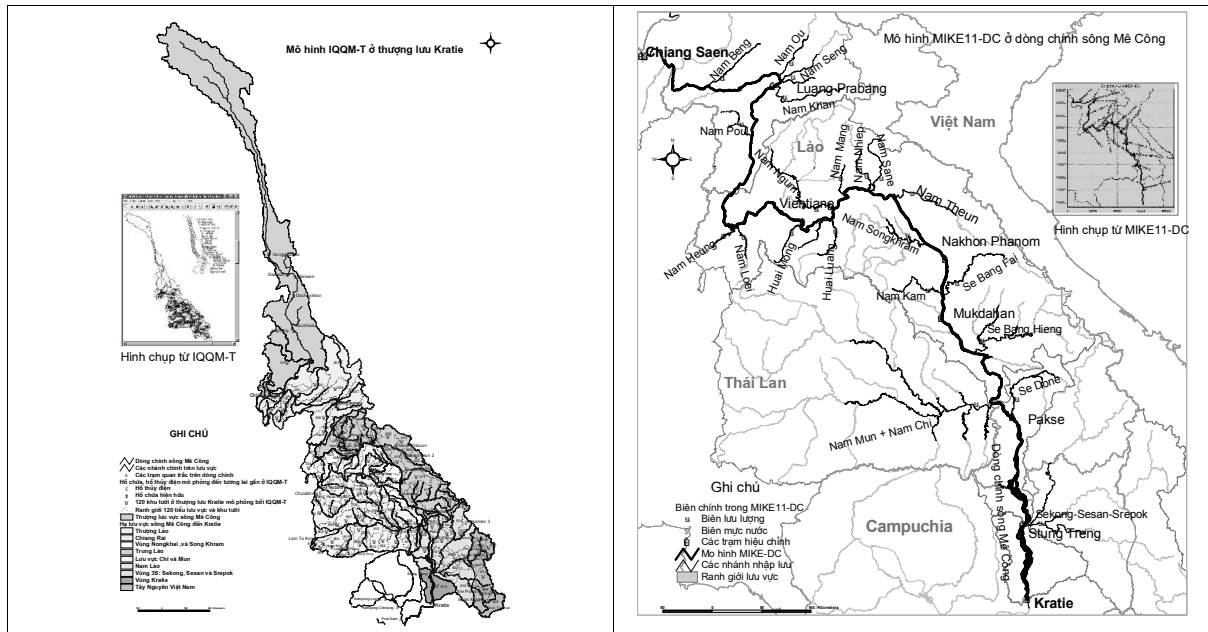 Mô hình IQQM-T ở thượng lưu Kratie
Hình chụp từ IQQM-T
GHI CHÚ
Dòng chính sông Mê Công
Các nhánh chính trên lưu vực
Các trạm quan trắc trên dòng chính
Hồ chứa, hồ thủy điện mô phỏng đến tương lai gần ở IQQM-T
Hồ thủy điện
Hồ chứa hiện hữu
120 khu tưới ở thượng lưu Kratie mô phỏng bởi IQQM-T
Ranh giới 120 tiểu lưu vực và khu tưới
Thượng lưu vực sông Mê Công
Hạ lưu vực sông Mê Công đến Kratie
Thượng Lào
Chiang Rai
Vùng Nongkhai ,và Song Khram
Trung Lào
Lưu vực Chi và Mun
Nam Lào
Vùng 3S: Sekong, Sesan và Srepok
Vùng Kratie
Tây Nguyên Việt Nam
Kratie
Mô hình MIKE11-DC ở dòng chính sông Mê Công
Chiang Saen
Nam Beng
Nam Ou
Nam Seng
Luang Prabang
Nam Khan
Việt Nam
Nam Pou
Lào
Nam Ngum
Nam Mang
Nam Nhiep
Nam Sane
Hình chụp từ MIKE11-DC
Vientiane
Nam Theun
Nam Songkhram
Nakhon Phanom
Nam Heung
Nam Loei
Huai Mong
Huai Luang
Se Bang Fai
Nam Kam
Mukdahan
Se Bang Hieng
Thái Lan
Se Done
Pakse
Nam Mun + Nam Chi
Dòng chính sông Mê Công
Ghi chú
Biên chính trong MIKE11-DC
Biên lưu lượng
Biên mực nước
Các trạm hiệu chỉnh
Mô hình MIKE-DC
Các nhánh nhập lưu
Ranh giới lưu vực
Campuchia
Sekong-Sesan-Srepok
Stung Treng
Kratie